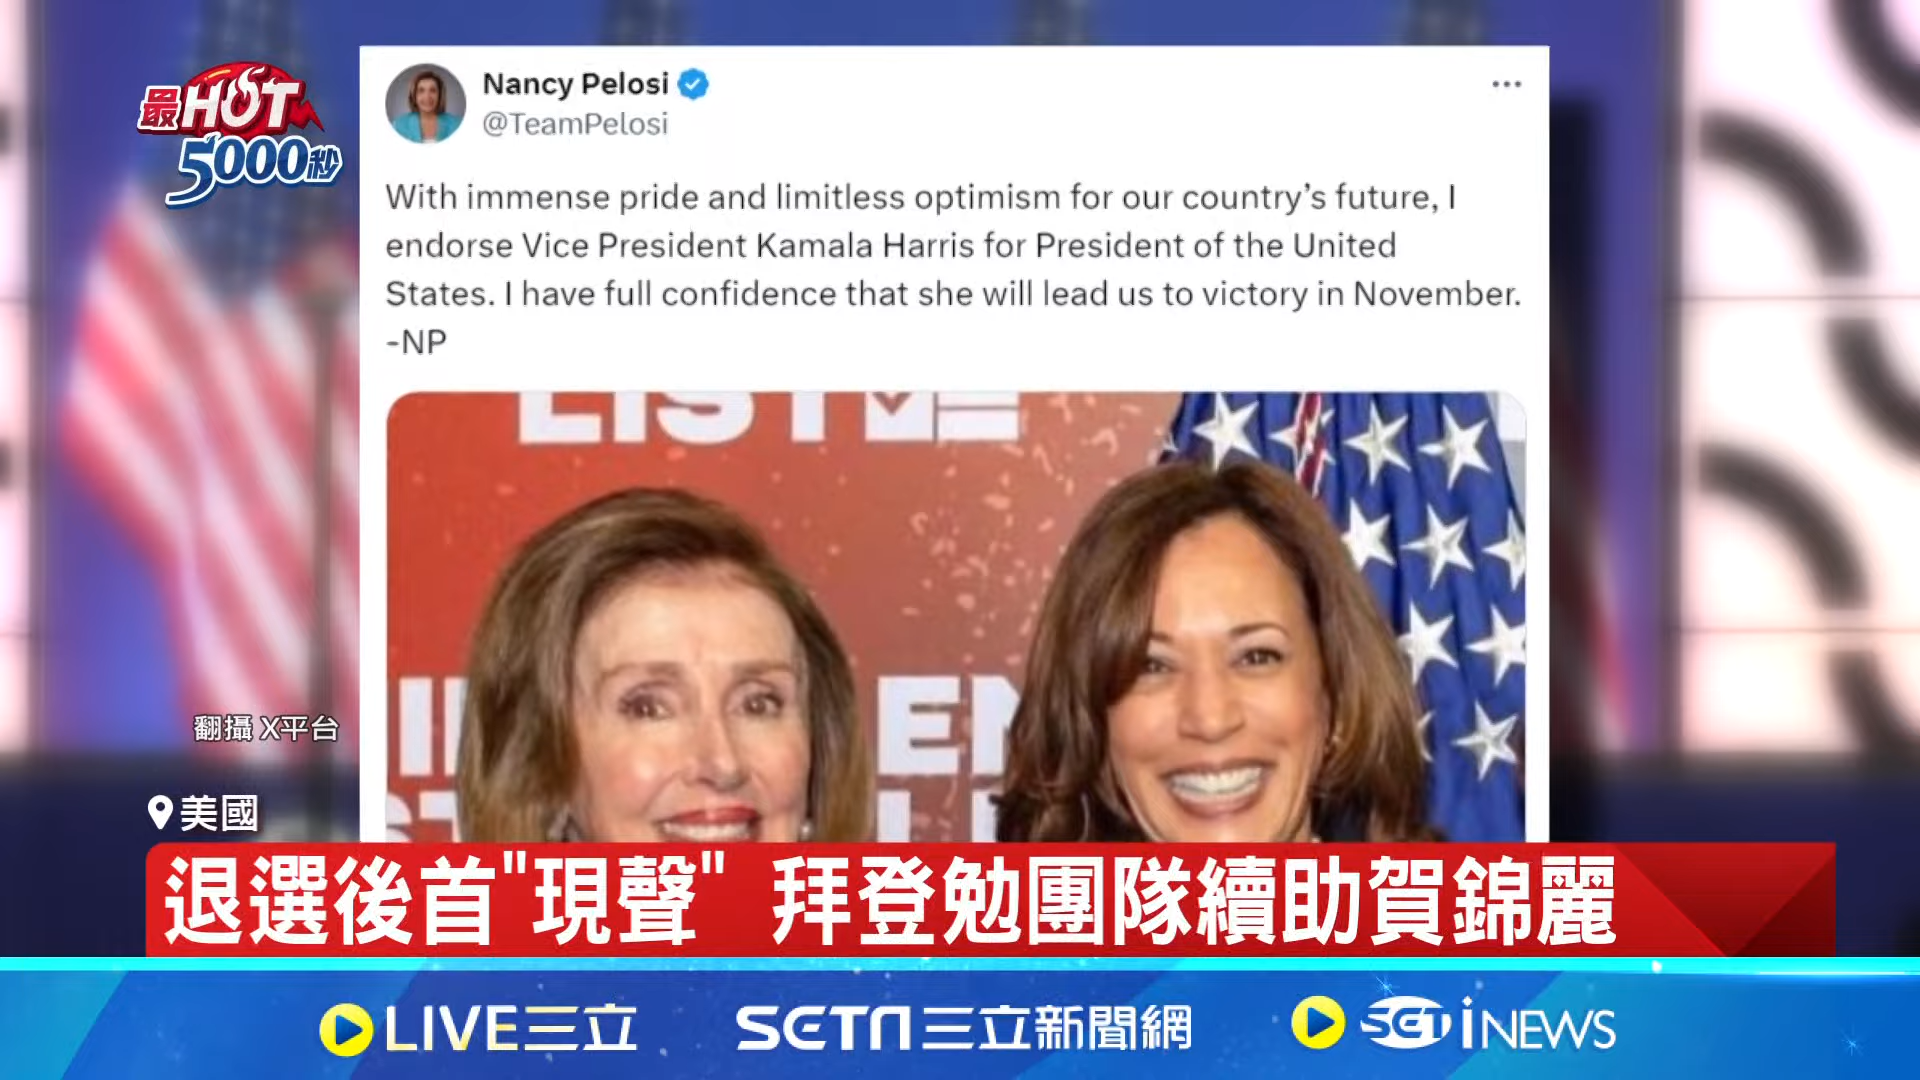 最HOT
5000秒
Nancy Pelosi
@TeamPelosi
With immense pride and limitless optimism for our country’s future, I
endorse Vice President Kamala Harris for President of the United
States. I have full confidence that she will lead us to victory in November.
-NP
LIST
EN
翻攝 X平台
美國
退選後首"現聲" 拜登勉團隊續助賀錦麗
LIVE三立
SETN三立新聞網
SET iNEWS